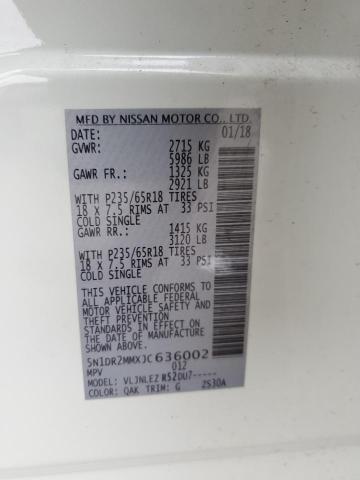 MFD BY NISSAN MOTOR CO., LTD.
DATE: 01/18
GVWR: 2715 KG
5986 LB
GAWR FR.: 1325 KG
2921 LB
WITH P235/65R18 TIRES
18 X 7.5 RIMS AT 33 PSI
COLD SINGLE
GAWR RR.: 1415 KG
3120 LB
WITH P235/65R18 TIRES
18 X 7.5 RIMS AT 33 PSI
COLD SINGLE
THIS VEHICLE CONFORMS TO
ALL APPLICABLE FEDERAL
MOTOR VEHICLE SAFETY AND
STANDARDS IN EFFECT ON
THE DATE OF MANUFACTURE
SHOWN ABOVE.
5N1DR2MMXJC636002
MPV 012
MODEL: VLJNLEZ R52DU7-----
COLOR: QAK TRIM: G 2S30A